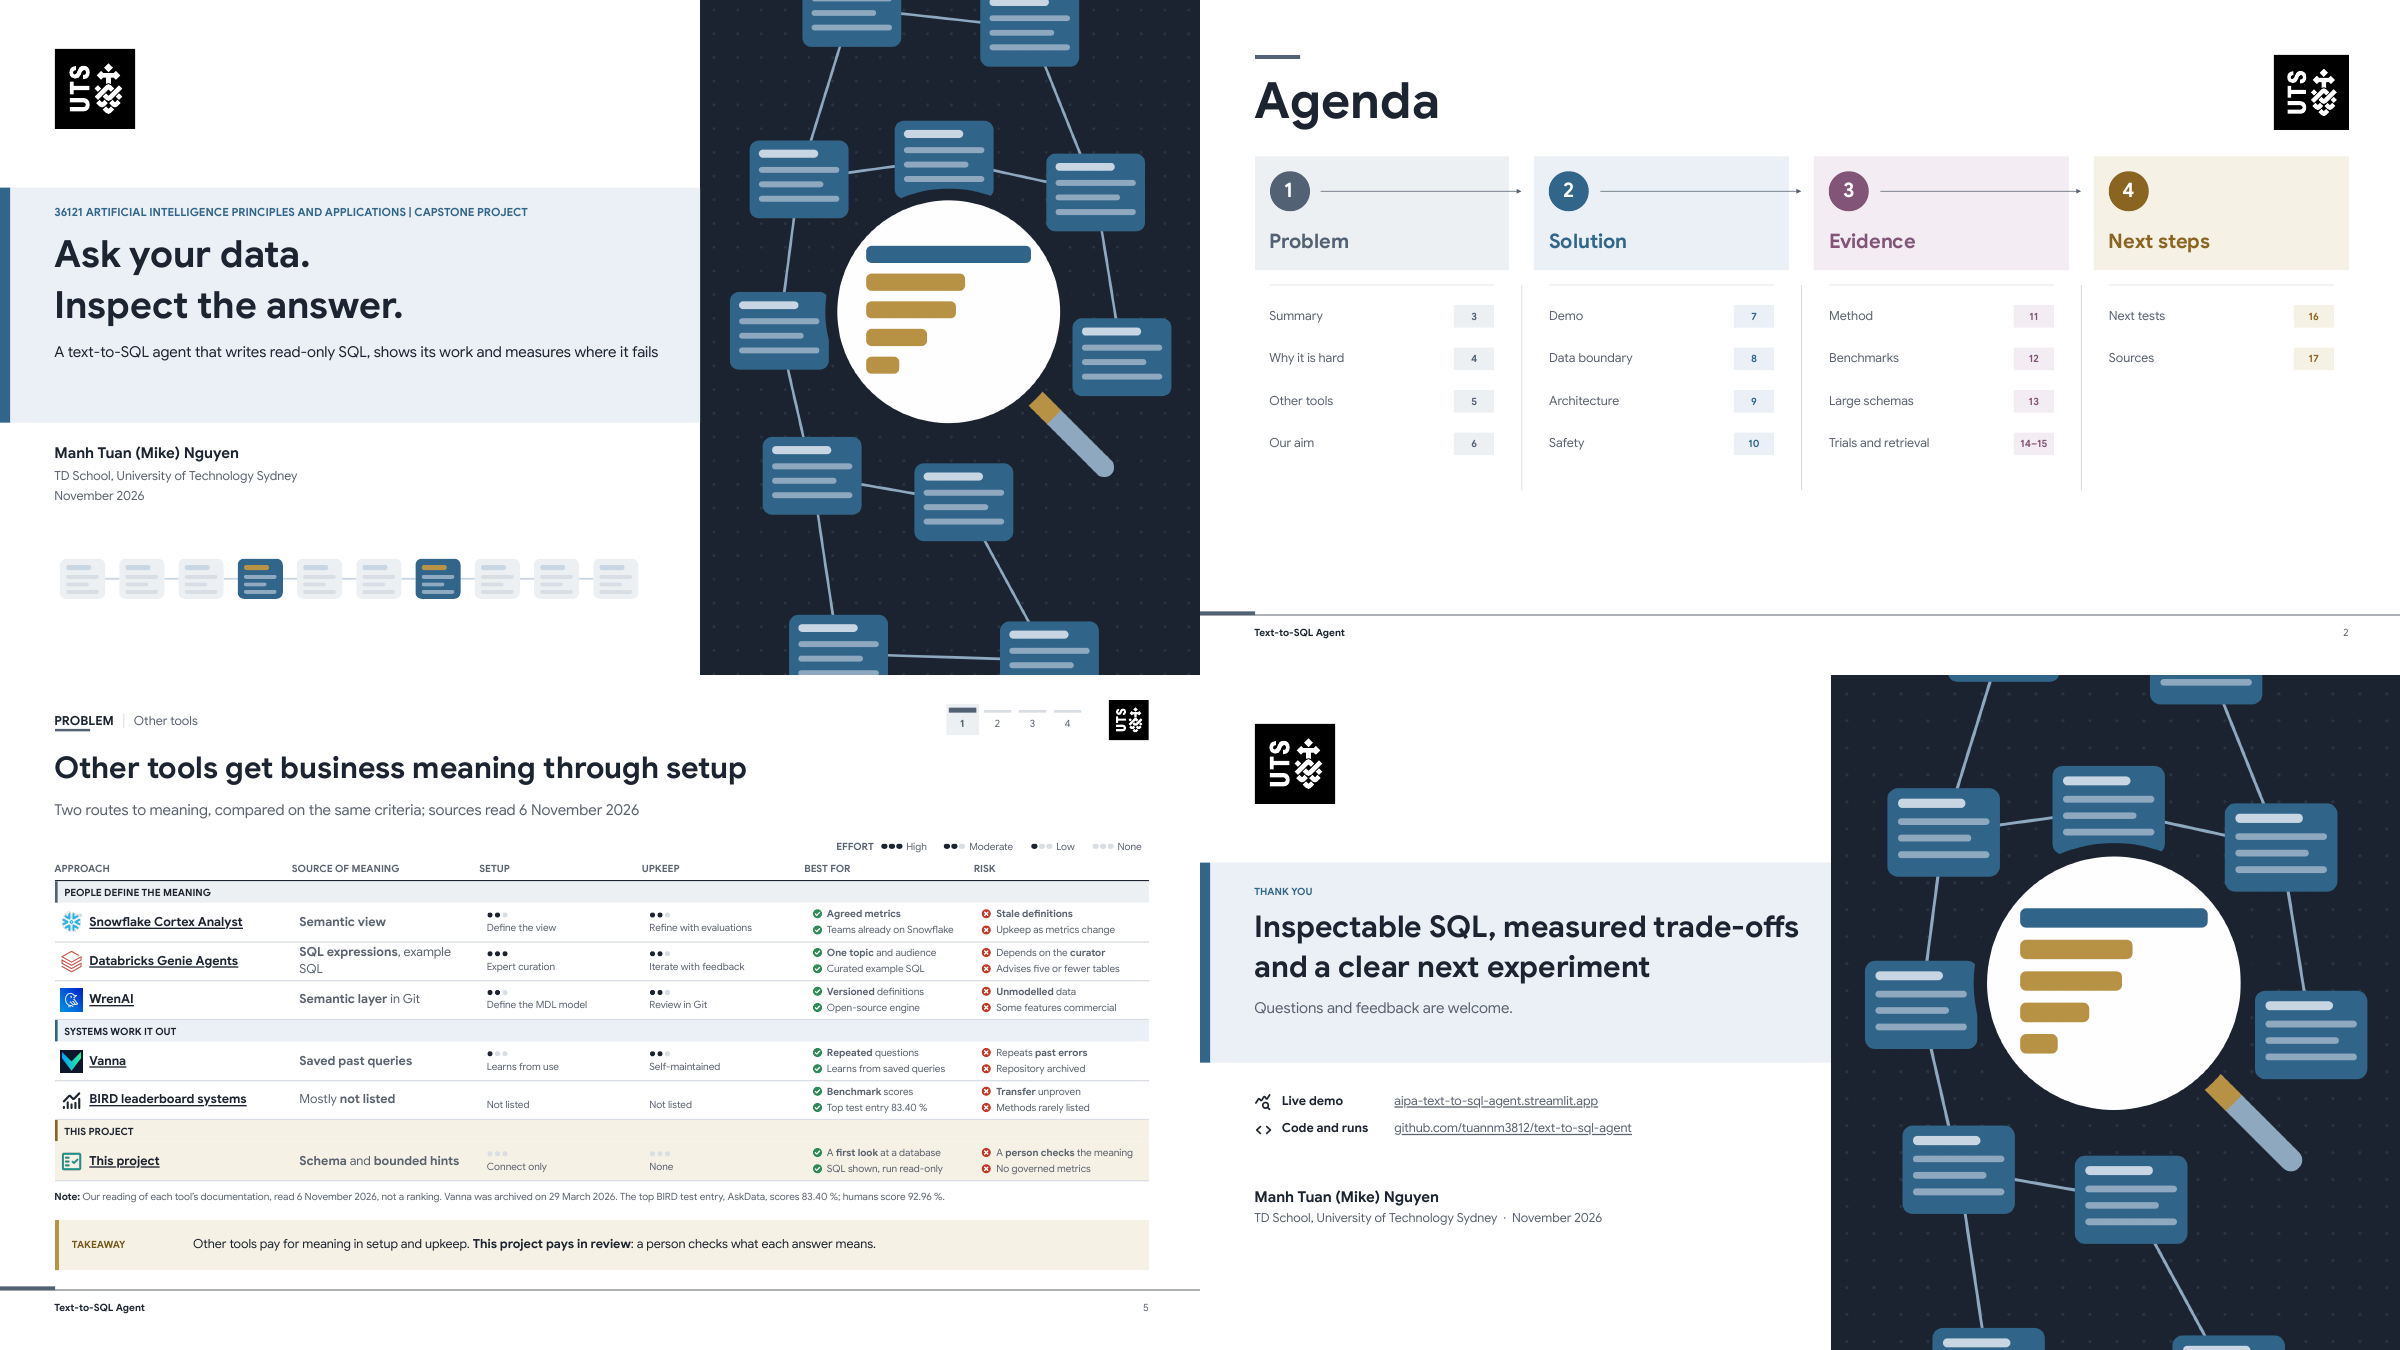 UTS
36121 ARTIFICIAL INTELLIGENCE PRINCIPLES AND APPLICATIONS | CAPSTONE PROJECT
Ask your data.
Inspect the answer.
A text-to-SQL agent that writes read-only SQL, shows its work and measures where it fails
Manh Tuan (Mike) Nguyen
TD School, University of Technology Sydney
November 2026
Agenda
UTS
1
Problem
Summary 3
Why it is hard 4
Other tools 5
Our aim 6
2
Solution
Demo 7
Data boundary 8
Architecture 9
Safety 10
3
Evidence
Method 11
Benchmarks 12
Large schemas 13
Trials and retrieval 14–15
4
Next steps
Next tests 16
Sources 17
Text-to-SQL Agent 2
PROBLEM | Other tools 1 2 3 4 UTS
Other tools get business meaning through setup
Two routes to meaning, compared on the same criteria; sources read 6 November 2026
EFFORT High Moderate Low None
APPROACH SOURCE OF MEANING SETUP UPKEEP BEST FOR RISK
PEOPLE DEFINE THE MEANING
Snowflake Cortex Analyst Semantic view Define the view Refine with evaluations
Agreed metrics Stale definitions
Teams already on Snowflake Upkeep as metrics change
Databricks Genie Agents SQL expressions, example SQL Expert curation Iterate with feedback
One topic and audience Depends on the curator
Curated example SQL Advises five or fewer tables
WrenAI Semantic layer in Git Define the MDL model Review in Git
Versioned definitions Unmodelled data
Open-source engine Some features commercial
SYSTEMS WORK IT OUT
Vanna Saved past queries Learns from use Self-maintained
Repeated questions Repeats past errors
Learns from saved queries Repository archived
BIRD leaderboard systems Mostly not listed Not listed Not listed
Benchmark scores Transfer unproven
Top test entry 83.40 % Methods rarely listed
THIS PROJECT
This project Schema and bounded hints Connect only None
A first look at a database A person checks the meaning
SQL shown, run read-only No governed metrics
Note: Our reading of each tool's documentation, read 6 November 2026, not a ranking. Vanna was archived on 29 March 2026. The top BIRD test entry, AskData, scores 83.40 %; humans score 92.96 %.
TAKEAWAY Other tools pay for meaning in setup and upkeep. This project pays in review: a person checks what each answer means.
Text-to-SQL Agent 5
UTS
THANK YOU
Inspectable SQL, measured trade-offs
and a clear next experiment
Questions and feedback are welcome.
Live demo aipa-text-to-sql-agent.streamlit.app
Code and runs github.com/tuannm3812/text-to-sql-agent
Manh Tuan (Mike) Nguyen
TD School, University of Technology Sydney · November 2026